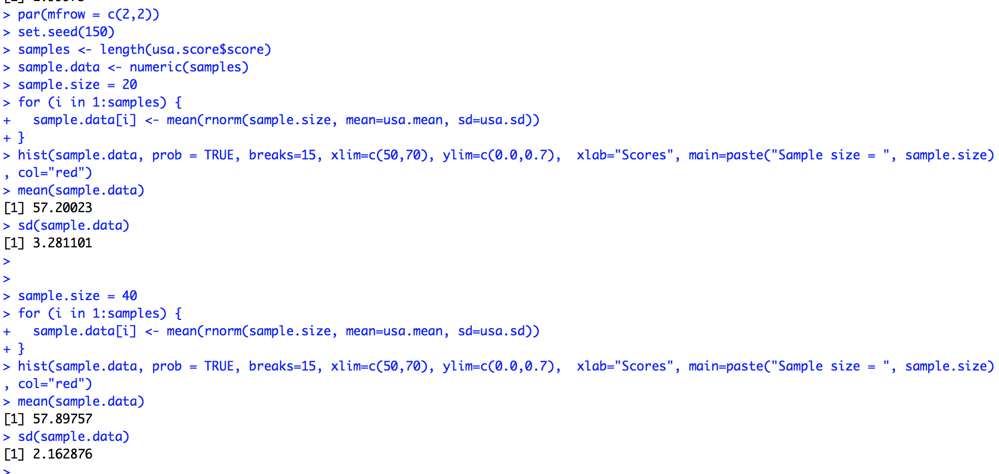 > par(mfrow = c(2,2))
> set.seed(150)
> samples <- length(usa.score$score)
> sample.data <- numeric(samples)
> sample.size = 20
> for (i in 1:samples) {
+   sample.data[i] <- mean(rnorm(sample.size, mean=usa.mean, sd=usa.sd))
+ }
> hist(sample.data, prob = TRUE, breaks=15, xlim=c(50,70), ylim=c(0.0,0.7),  xlab="Scores", main=paste("Sample size = ", sample.size)
, col="red")
> mean(sample.data)
[1] 57.20023
> sd(sample.data)
[1] 3.281101
>
>
> sample.size = 40
> for (i in 1:samples) {
+   sample.data[i] <- mean(rnorm(sample.size, mean=usa.mean, sd=usa.sd))
+ }
> hist(sample.data, prob = TRUE, breaks=15, xlim=c(50,70), ylim=c(0.0,0.7),  xlab="Scores", main=paste("Sample size = ", sample.size)
, col="red")
> mean(sample.data)
[1] 57.89757
> sd(sample.data)
[1] 2.162876
>